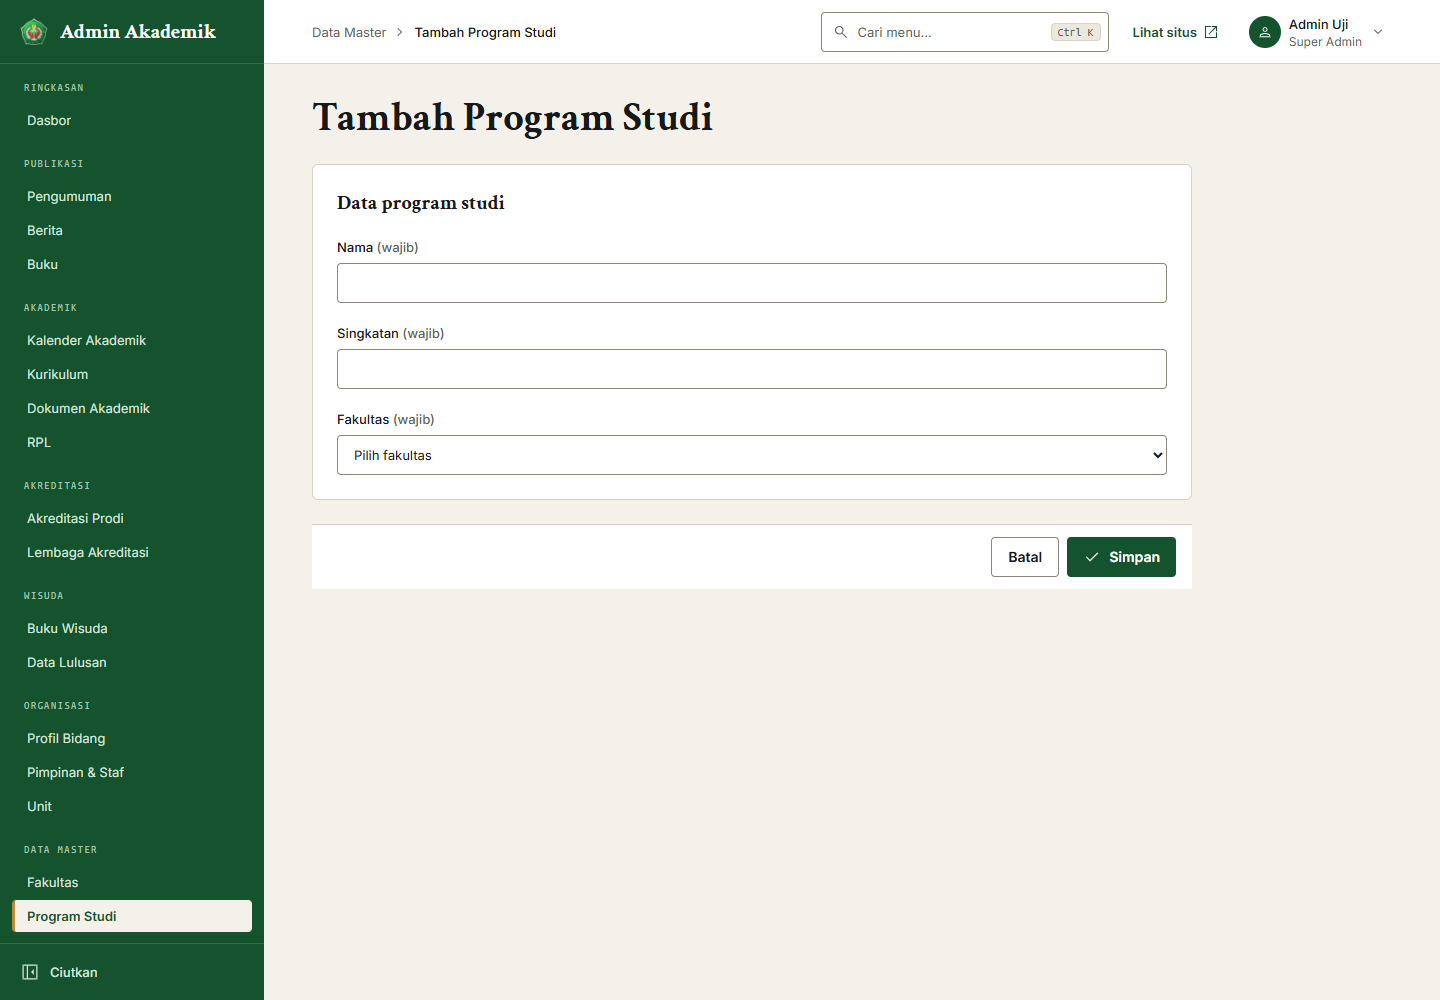 Admin Akademik
RINGKASAN
Dasbor
PUBLIKASI
Pengumuman
Berita
Buku
AKADEMIK
Kalender Akademik
Kurikulum
Dokumen Akademik
RPL
AKREDITASI
Akreditasi Prodi
Lembaga Akreditasi
WISUDA
Buku Wisuda
Data Lulusan
ORGANISASI
Profil Bidang
Pimpinan & Staf
Unit
DATA MASTER
Fakultas
Program Studi
Ciutkan
Data Master > Tambah Program Studi
Cari menu... Ctrl K
Lihat situs
Admin Uji
Super Admin
Tambah Program Studi
Data program studi
Nama (wajib)
Singkatan (wajib)
Fakultas (wajib)
Pilih fakultas
Batal
Simpan